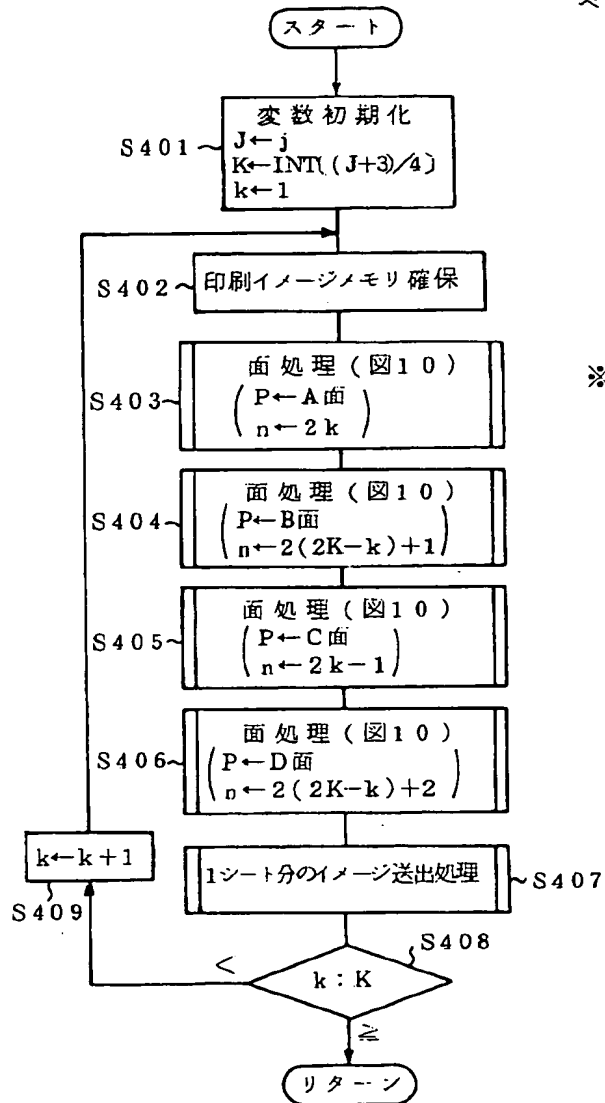 スタート
S401
変数初期化
J←j
K←INT[(J+3)/4]
k←1
S402
印刷イメージメモリ確保
※
S403
面処理(図10)
P←A面
n←2k
S404
面処理(図10)
P←B面
n←2(2K-k)+1
S405
面処理(図10)
P←C面
n←2k-1
S406
面処理(図10)
P←D面
n←2(2K-k)+2
k←k+1
S409
1シート分のイメージ送出処理
S407
S408
<
k:K
≧
リターン